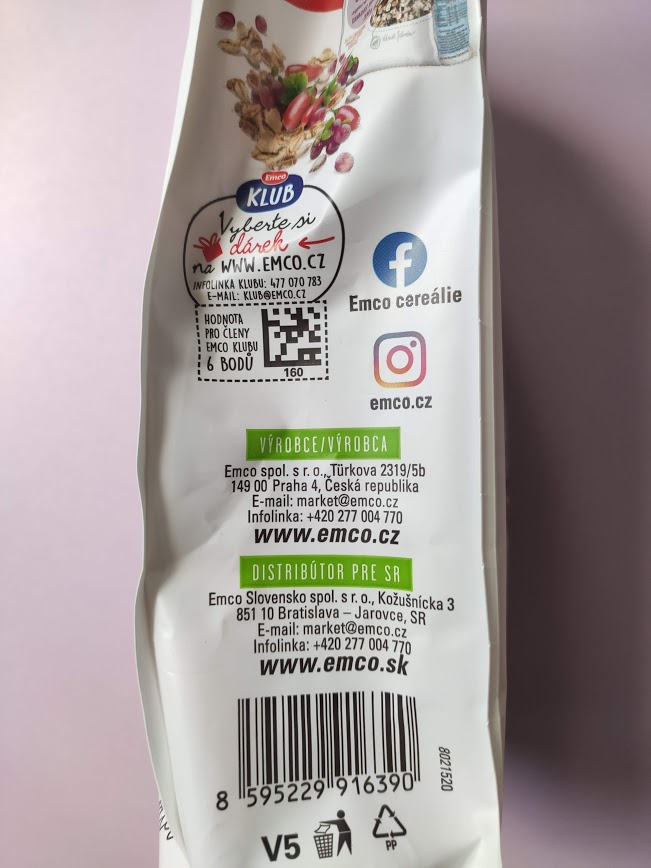 Emco
KLUB
Vyberte si
dárek
na WWW.EMCO.CZ
INFOLINKA KLUBU: 477 070 783
E-MAIL: KLUB@EMCO.CZ
HODNOTA
PRO ČLENY
EMCO KLUBU
6 BODŮ
160
Emco cereálie
emco.cz
VÝROBCE/VÝROBCA
Emco spol. s r. o., Türkova 2319/5b
149 00 Praha 4, Česká republika
E-mail: market@emco.cz
Infolinka: +420 277 004 770
www.emco.cz
DISTRIBÚTOR PRE SR
Emco Slovensko spol. s r. o., Kožušnícka 3
851 10 Bratislava – Jarovce, SR
E-mail: market@emco.cz
Infolinka: +420 277 004 770
www.emco.sk
8 595229 916390
8021520
V5
PP